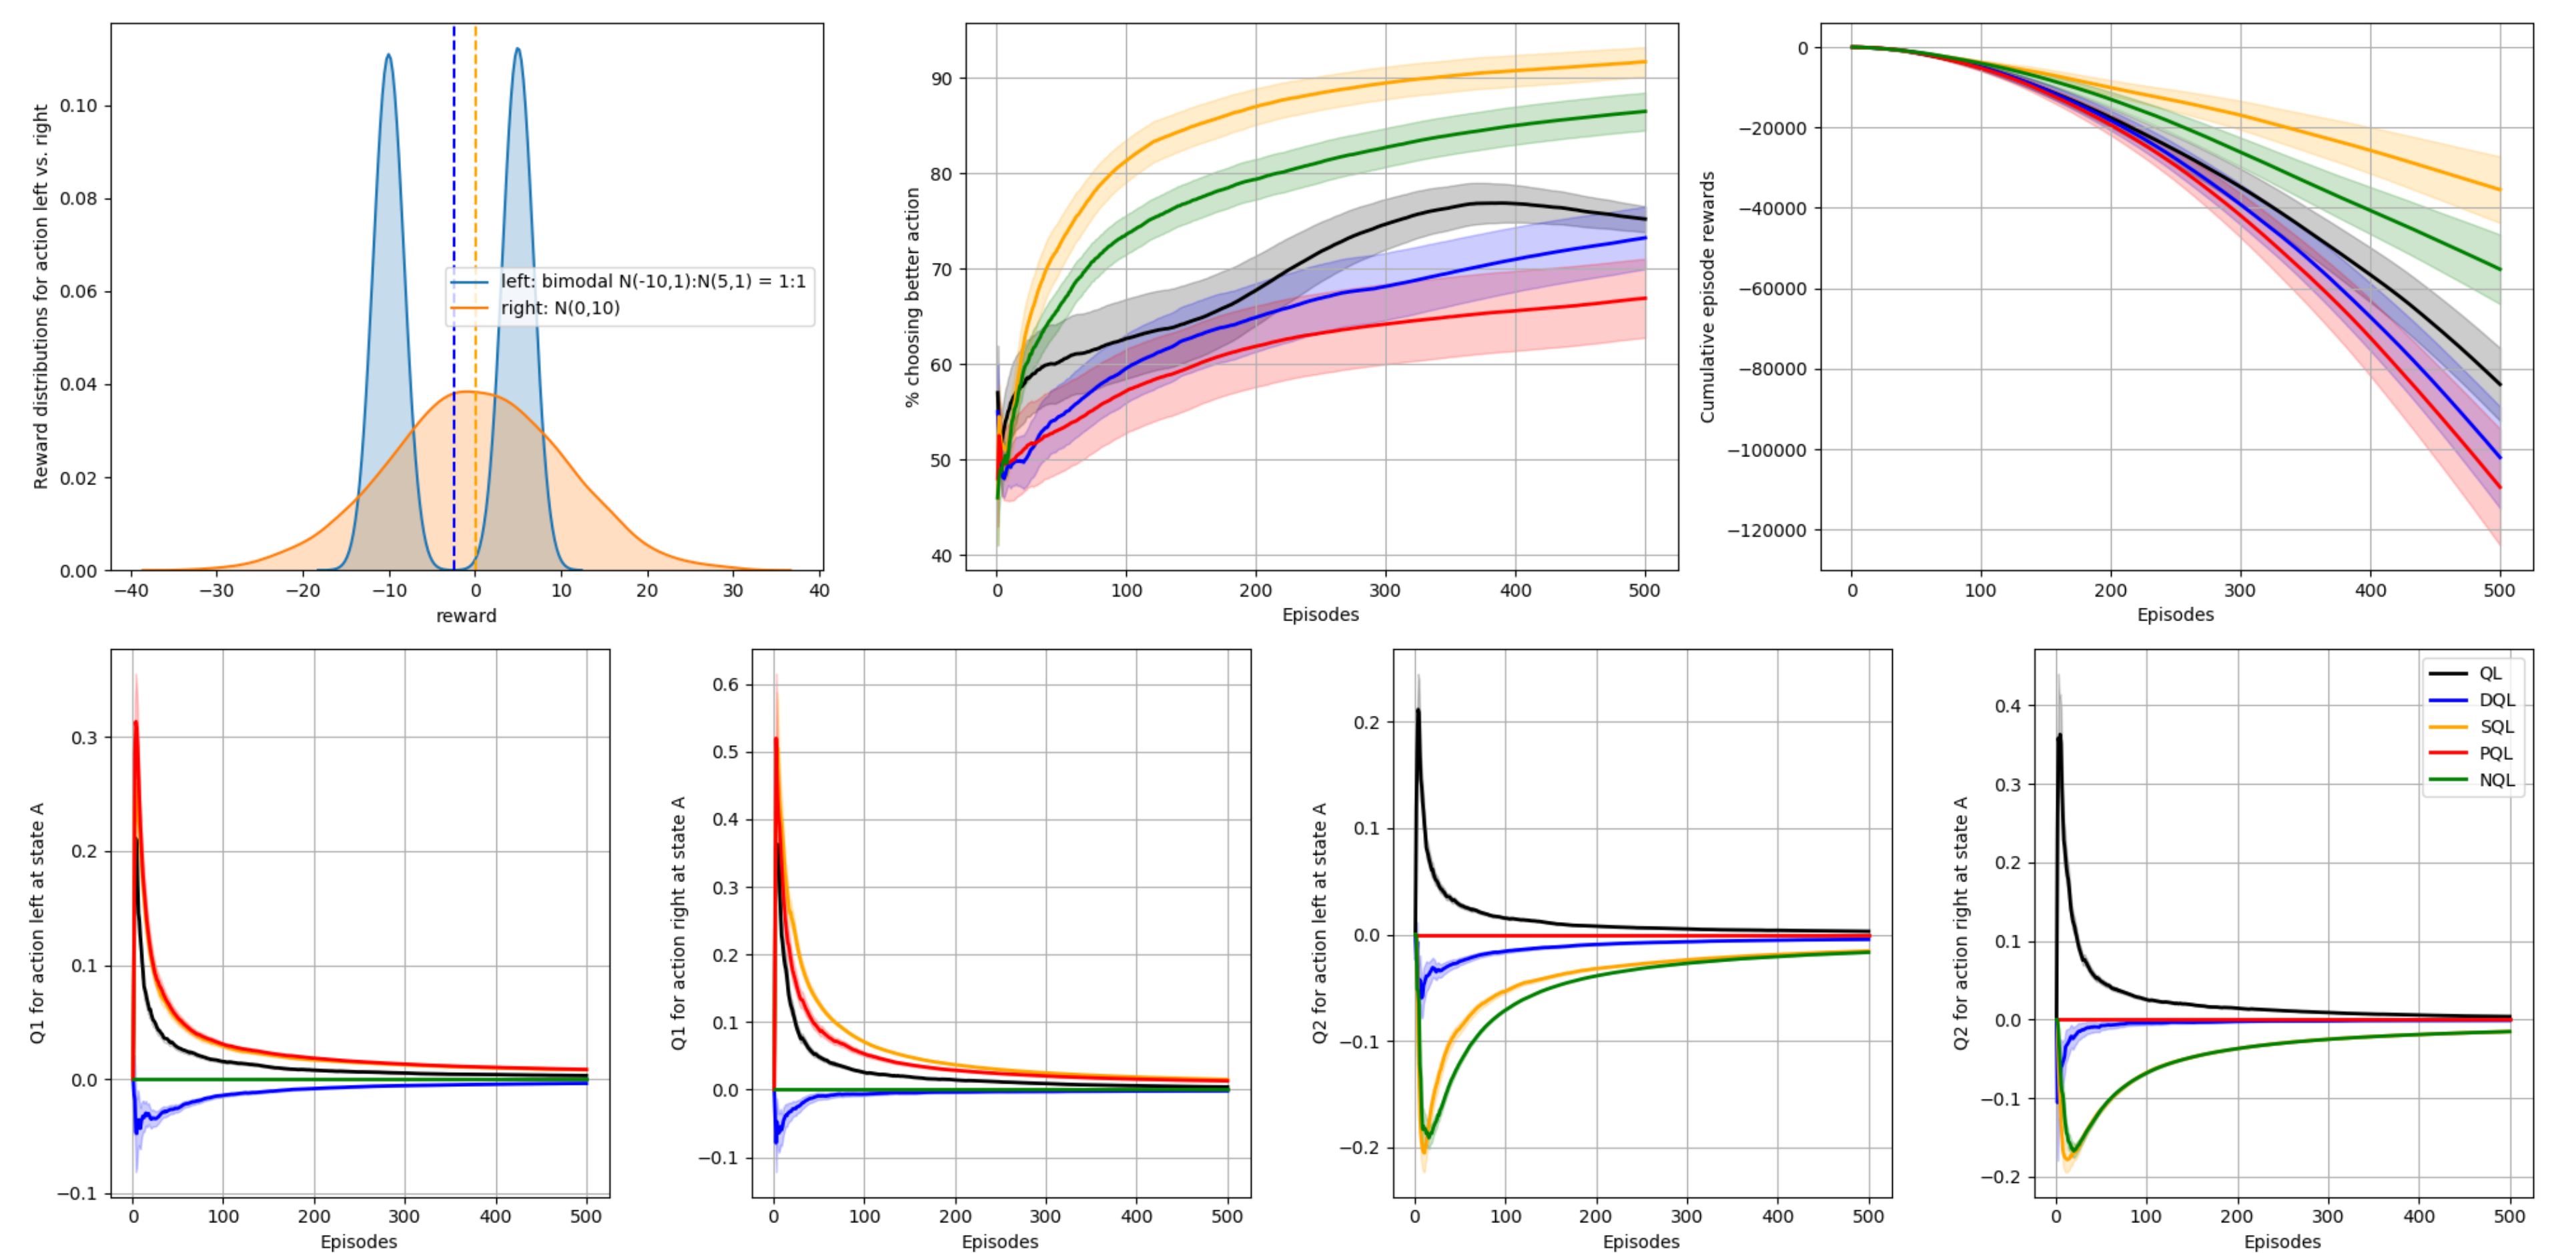 Reward distributions for action left vs. right
0.10
0.08
0.06
0.04
0.02
0.00
−40 −30 −20 −10 0 10 20 30 40
reward
left: bimodal N(-10,1):N(5,1) = 1:1
right: N(0,10)
% choosing better action
90
80
70
60
50
40
0 100 200 300 400 500
Episodes
Cumulative episode rewards
0
−20000
−40000
−60000
−80000
−100000
−120000
0 100 200 300 400 500
Episodes
Q1 for action left at state A
0.3
0.2
0.1
0.0
−0.1
0 100 200 300 400 500
Episodes
Q1 for action right at state A
0.6
0.5
0.4
0.3
0.2
0.1
0.0
−0.1
0 100 200 300 400 500
Episodes
Q2 for action left at state A
0.2
0.1
0.0
−0.1
−0.2
0 100 200 300 400 500
Episodes
Q2 for action right at state A
0.4
0.3
0.2
0.1
0.0
−0.1
−0.2
0 100 200 300 400 500
Episodes
QL
DQL
SQL
PQL
NQL